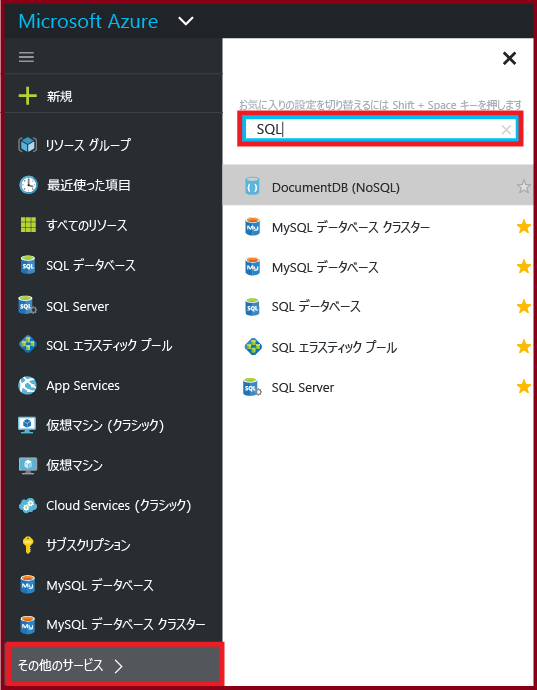 Microsoft Azure
新規
リソース グループ
最近使った項目
すべてのリソース
SQL データベース
SQL Server
SQL エラスティック プール
App Services
仮想マシン (クラシック)
仮想マシン
Cloud Services (クラシック)
サブスクリプション
MySQL データベース
MySQL データベース クラスター
その他のサービス
お気に入りの設定を切り替えるには Shift + Space キーを押します
SQL
DocumentDB (NoSQL)
MySQL データベース クラスター
MySQL データベース
SQL データベース
SQL エラスティック プール
SQL Server